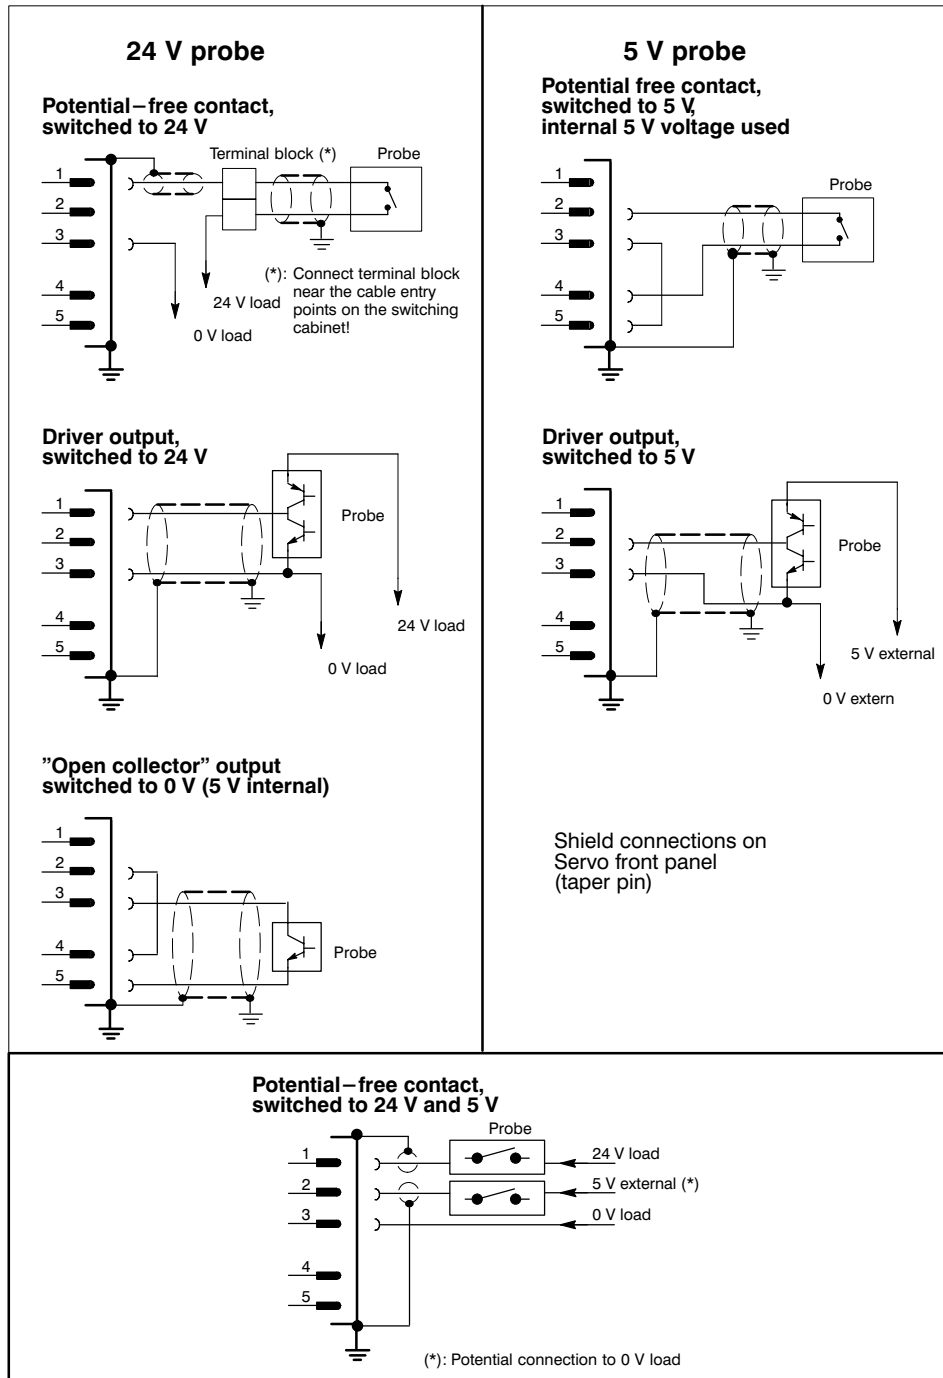 24 V probe
Potential–free contact,
switched to 24 V
Terminal block (*)
Probe
1
2
3
4
5
24 V load
0 V load
(*): Connect terminal block
near the cable entry
points on the switching
cabinet!
Driver output,
switched to 24 V
1
2
3
4
5
Probe
24 V load
0 V load
”Open collector” output
switched to 0 V (5 V internal)
1
2
3
4
5
Probe
5 V probe
Potential free contact,
switched to 5 V,
internal 5 V voltage used
1
2
3
4
5
Probe
Driver output,
switched to 5 V
1
2
3
4
5
Probe
5 V external
0 V extern
Shield connections on
Servo front panel
(taper pin)
Potential–free contact,
switched to 24 V and 5 V
Probe
1
2
3
4
5
24 V load
5 V external (*)
0 V load
(*): Potential connection to 0 V load